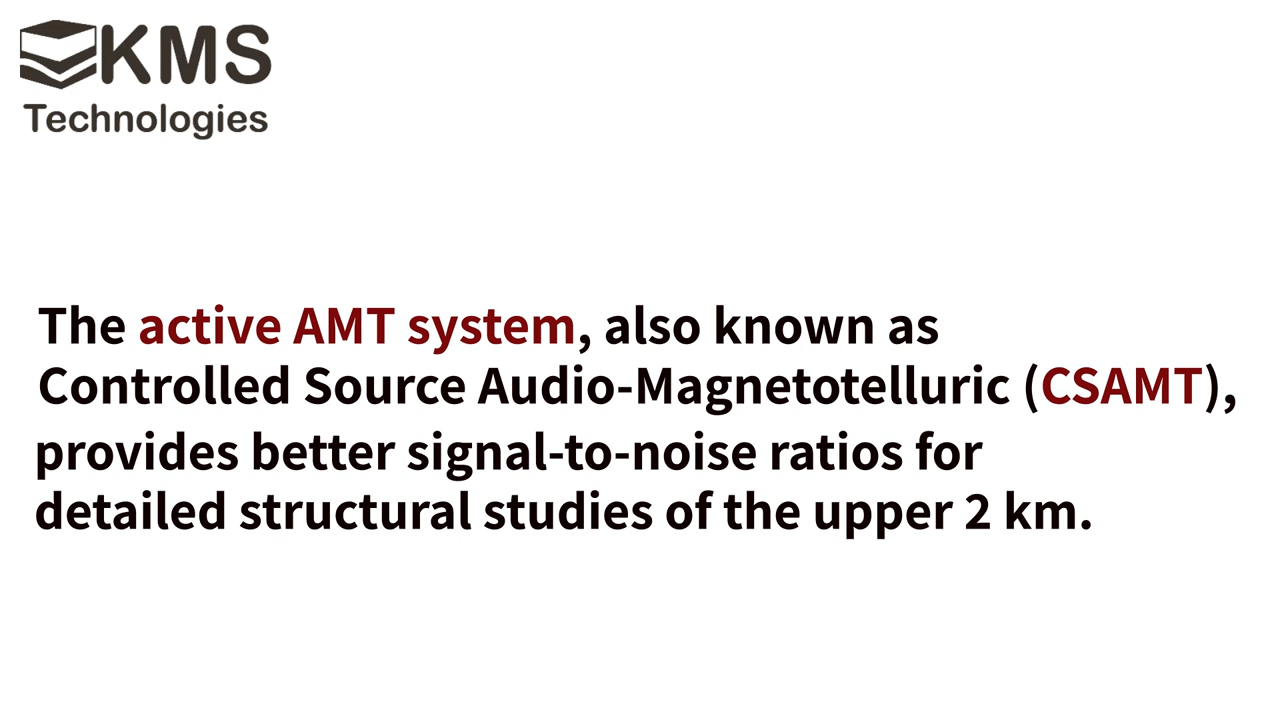 KMS
Technologies
The active AMT system, also known as
Controlled Source Audio-Magnetotelluric (CSAMT),
provides better signal-to-noise ratios for
detailed structural studies of the upper 2 km.